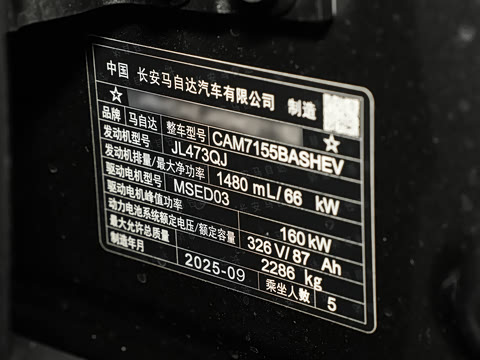 中国 长安马自达汽车有限公司 制造
☆ ☆
品牌 马自达 整车型号 CAM7155BASHEV
发动机型号 JL473QJ
发动机排量/最大净功率 1480 mL/ 66 kW
驱动电机型号 MSED03
驱动电机峰值功率 160 kW
动力电池系统额定电压/额定容量 326 V/ 87 Ah
最大允许总质量 2286 kg
制造年月 2025-09 乘坐人数 5